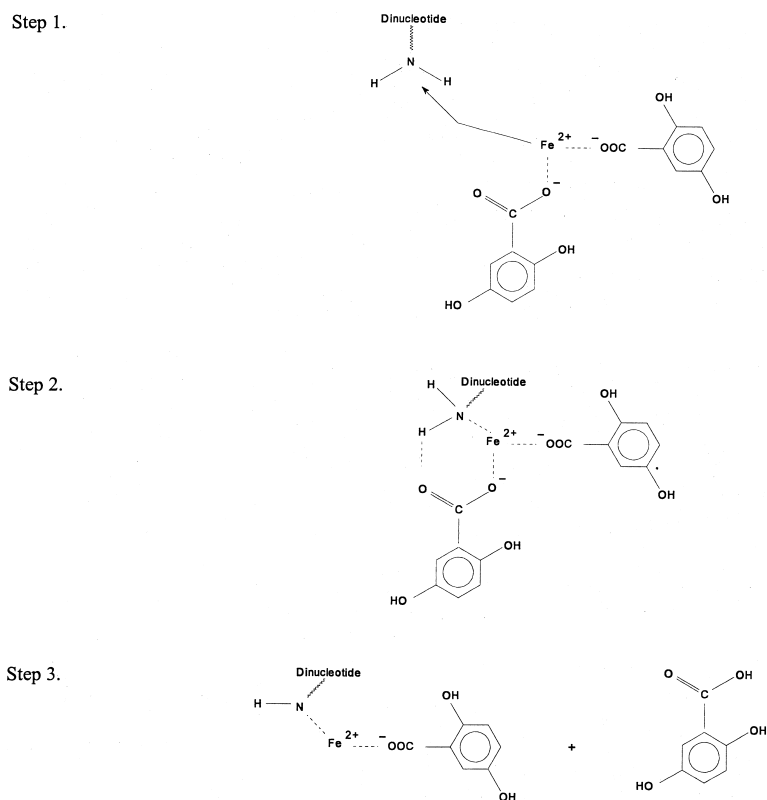 Step 1.
Dinucleotide
N
H H
OH
Fe 2+ − OOC
O O −
C
OH
OH
HO
Step 2.
H Dinucleotide
OH
N
H
Fe 2+ − OOC
O O −
OH
C
OH
HO
Step 3.
Dinucleotide
O OH
C
H N
OH
Fe 2+ − OOC
+
OH
HO
OH